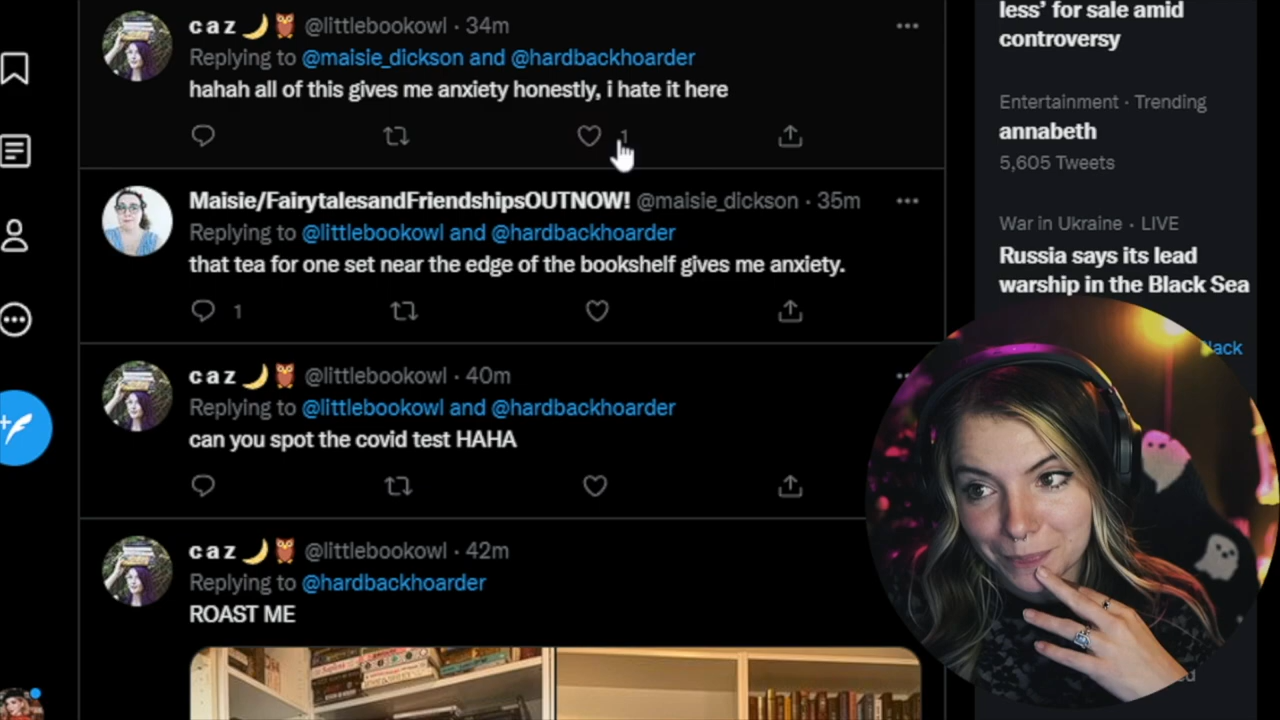 caz🌙🦉 @littlebookowl · 34m
Replying to @maisie_dickson and @hardbackhoarder
hahah all of this gives me anxiety honestly, i hate it here
1
Maisie/FairytalesandFriendshipsOUTNOW! @maisie_dickson · 35m
Replying to @littlebookowl and @hardbackhoarder
that tea for one set near the edge of the bookshelf gives me anxiety.
1
caz🌙🦉 @littlebookowl · 40m
Replying to @littlebookowl and @hardbackhoarder
can you spot the covid test HAHA
caz🌙🦉 @littlebookowl · 42m
Replying to @hardbackhoarder
ROAST ME
less’ for sale amid
controversy
Entertainment · Trending
annabeth
5,605 Tweets
War in Ukraine · LIVE
Russia says its lead
warship in the Black Sea